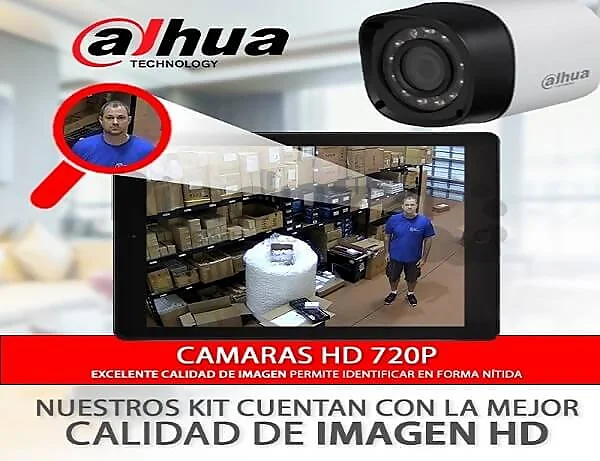 alhua
TECHNOLOGY
alhua
CAMARAS HD 720P
EXCELENTE CALIDAD DE IMAGEN PERMITE IDENTIFICAR EN FORMA NÍTIDA
NUESTROS KIT CUENTAN CON LA MEJOR
CALIDAD DE IMAGEN HD